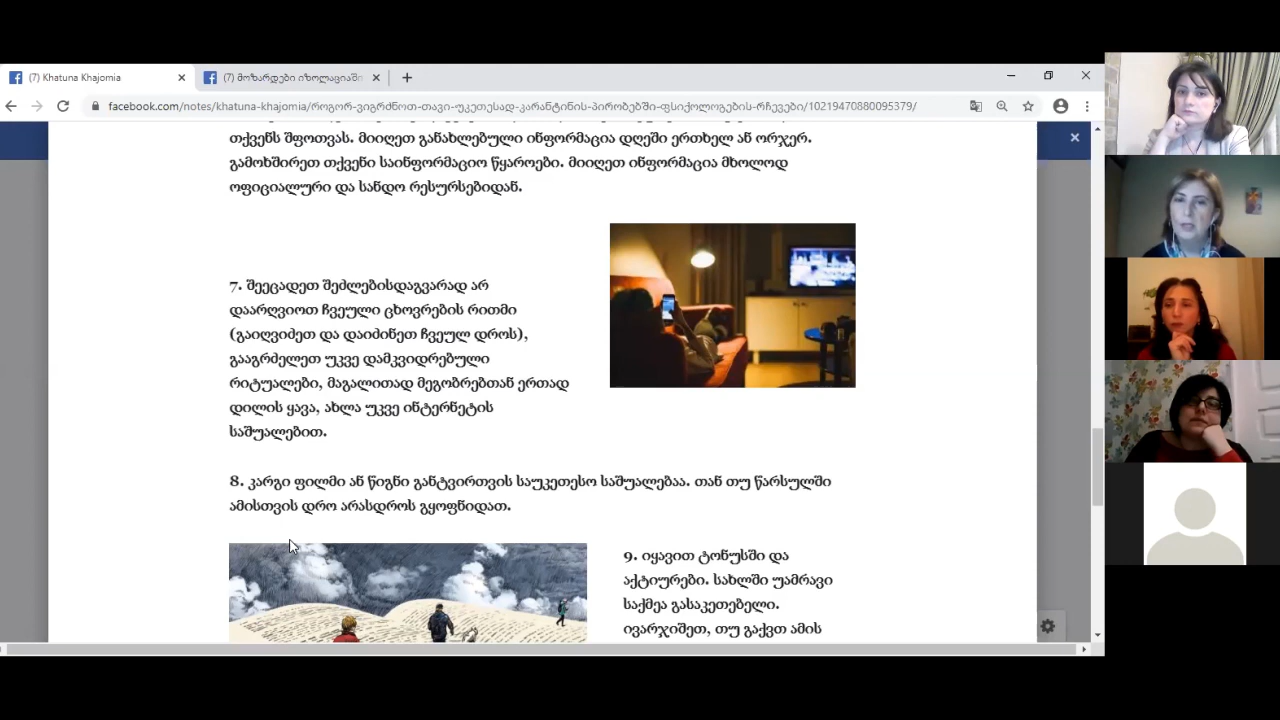 (7) Khatuna Khajomia
(7) მოზარდები იზოლაციაში
facebook.com/notes/khatuna-khajomia/როგორ-ვიგრძნოთ-თავი-უკეთესად-კარანტინის-პირობებში-ფსიქოლოგების-რჩევები/10219470880095379/
თქვენს შფოთვას. მიიღეთ განახლებული ინფორმაცია დღეში ერთხელ ან ორჯერ.
გამოხშირეთ თქვენი საინფორმაციო წყაროები. მიიღეთ ინფორმაცია მხოლოდ
ოფიციალური და სანდო რესურსებიდან.
7. შეეცადეთ შეძლებისდაგვარად არ
დაარღვიოთ ჩვეული ცხოვრების რითმი
(გაიღვიძეთ და დაიძინეთ ჩვეულ დროს),
გააგრძელეთ უკვე დამკვიდრებული
რიტუალები, მაგალითად მეგობრებთან ერთად
დილის ყავა, ახლა უკვე ინტერნეტის
საშუალებით.
8. კარგი ფილმი ან წიგნი განტვირთვის საუკეთესო საშუალებაა. თან თუ წარსულში
ამისთვის დრო არასდროს გყოფნიდათ.
9. იყავით ტონუსში და
აქტიურები. სახლში უამრავი
საქმეა გასაკეთებელი.
ივარჯიშეთ, თუ გაქვთ ამის